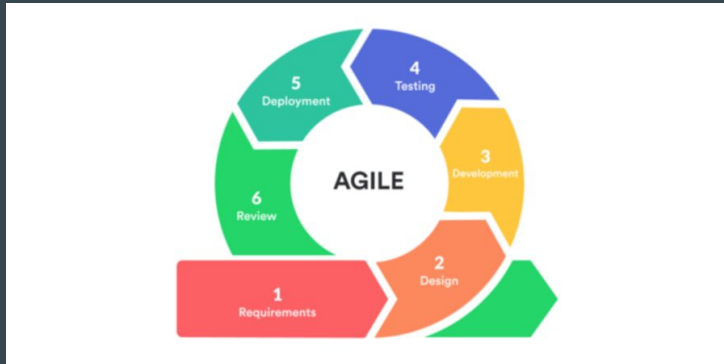 AGILE
1
Requirements
2
Design
3
Development
4
Testing
5
Deployment
6
Review